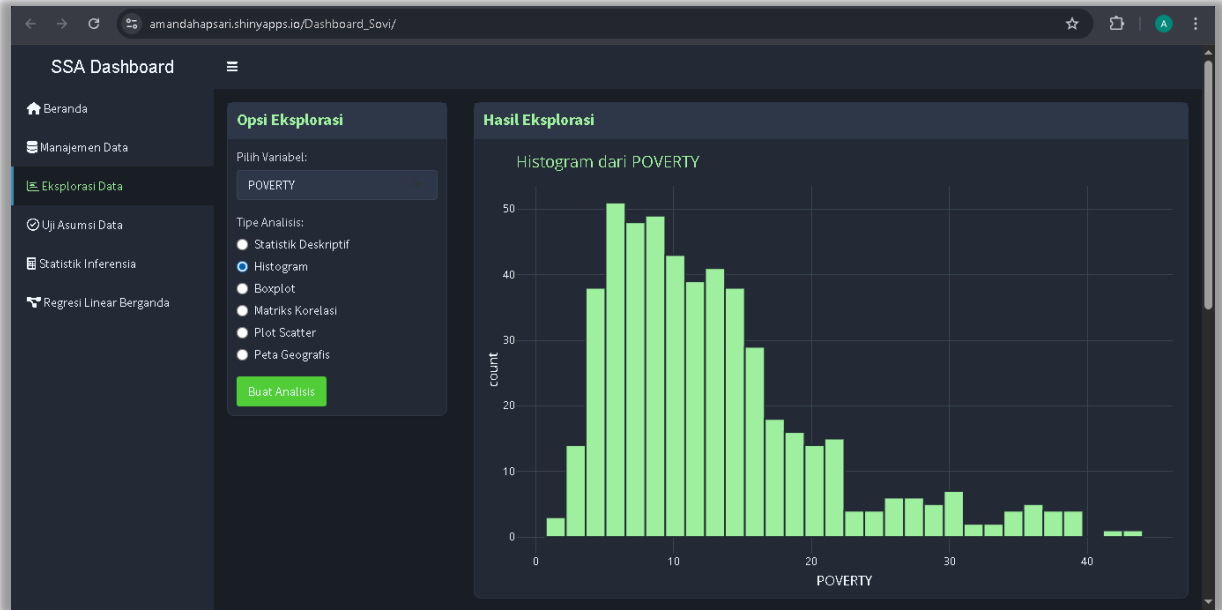 amandahapsari.shinyapps.io/Dashboard_Sovi/
A
SSA Dashboard
Beranda
Manajemen Data
Eksplorasi Data
Uji Asumsi Data
Statistik Inferensia
Regresi Linear Berganda
Opsi Eksplorasi
Pilih Variabel:
POVERTY
Tipe Analisis:
Statistik Deskriptif
Histogram
Boxplot
Matriks Korelasi
Plot Scatter
Peta Geografis
Buat Analisis
Hasil Eksplorasi
Histogram dari POVERTY
50
40
30
20
10
0
count
0 10 20 30 40
POVERTY